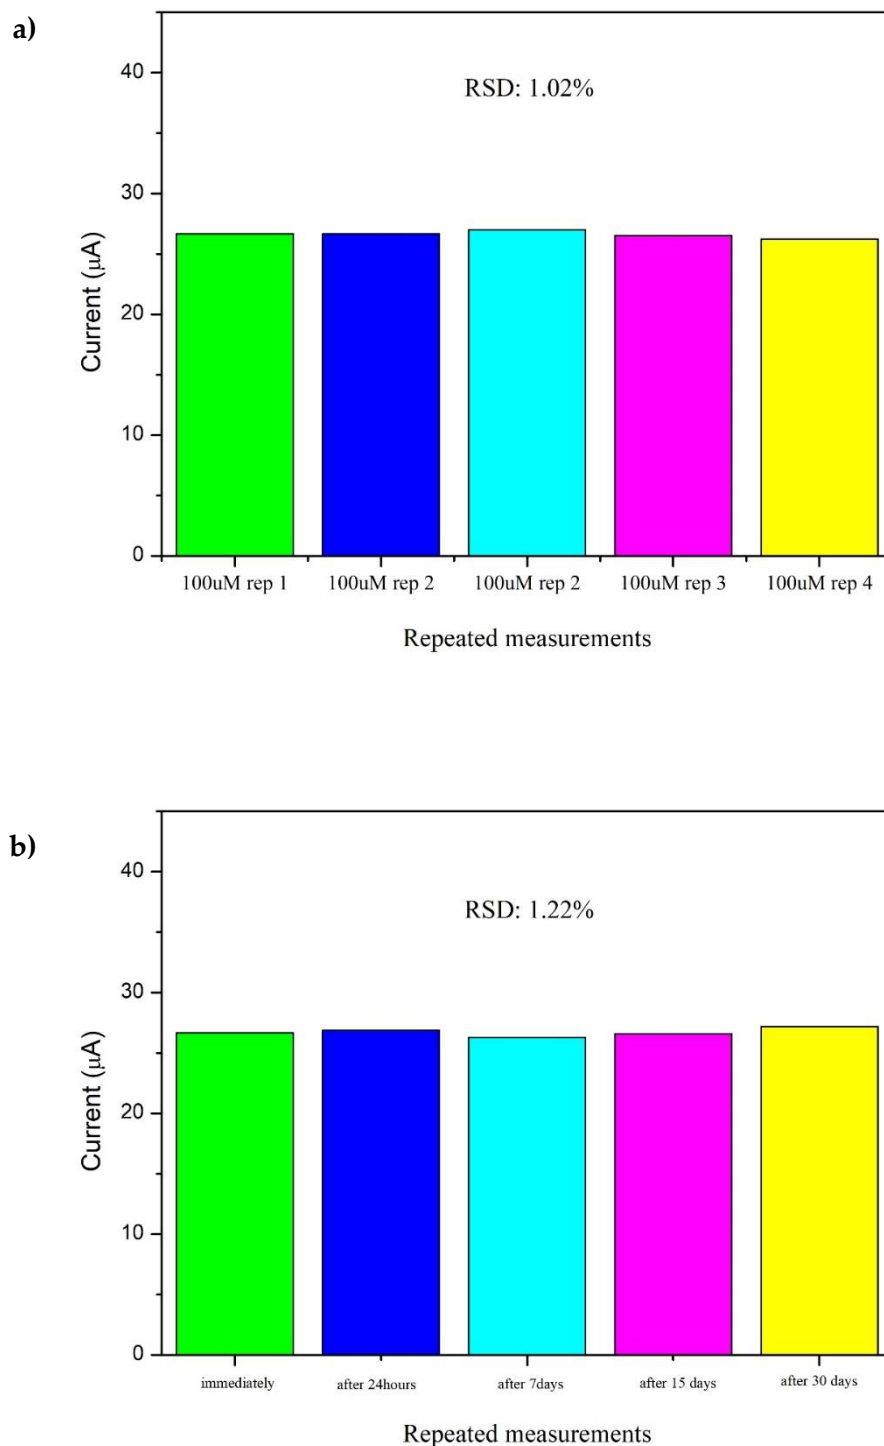 a)
40
RSD: 1.02%
30
20
10
0
Current (μA)
100uM rep 1 100uM rep 2 100uM rep 2 100uM rep 3 100uM rep 4
Repeated measurements
b)
40
RSD: 1.22%
30
20
10
0
Current (μA)
immediately after 24hours after 7days after 15 days after 30 days
Repeated measurements